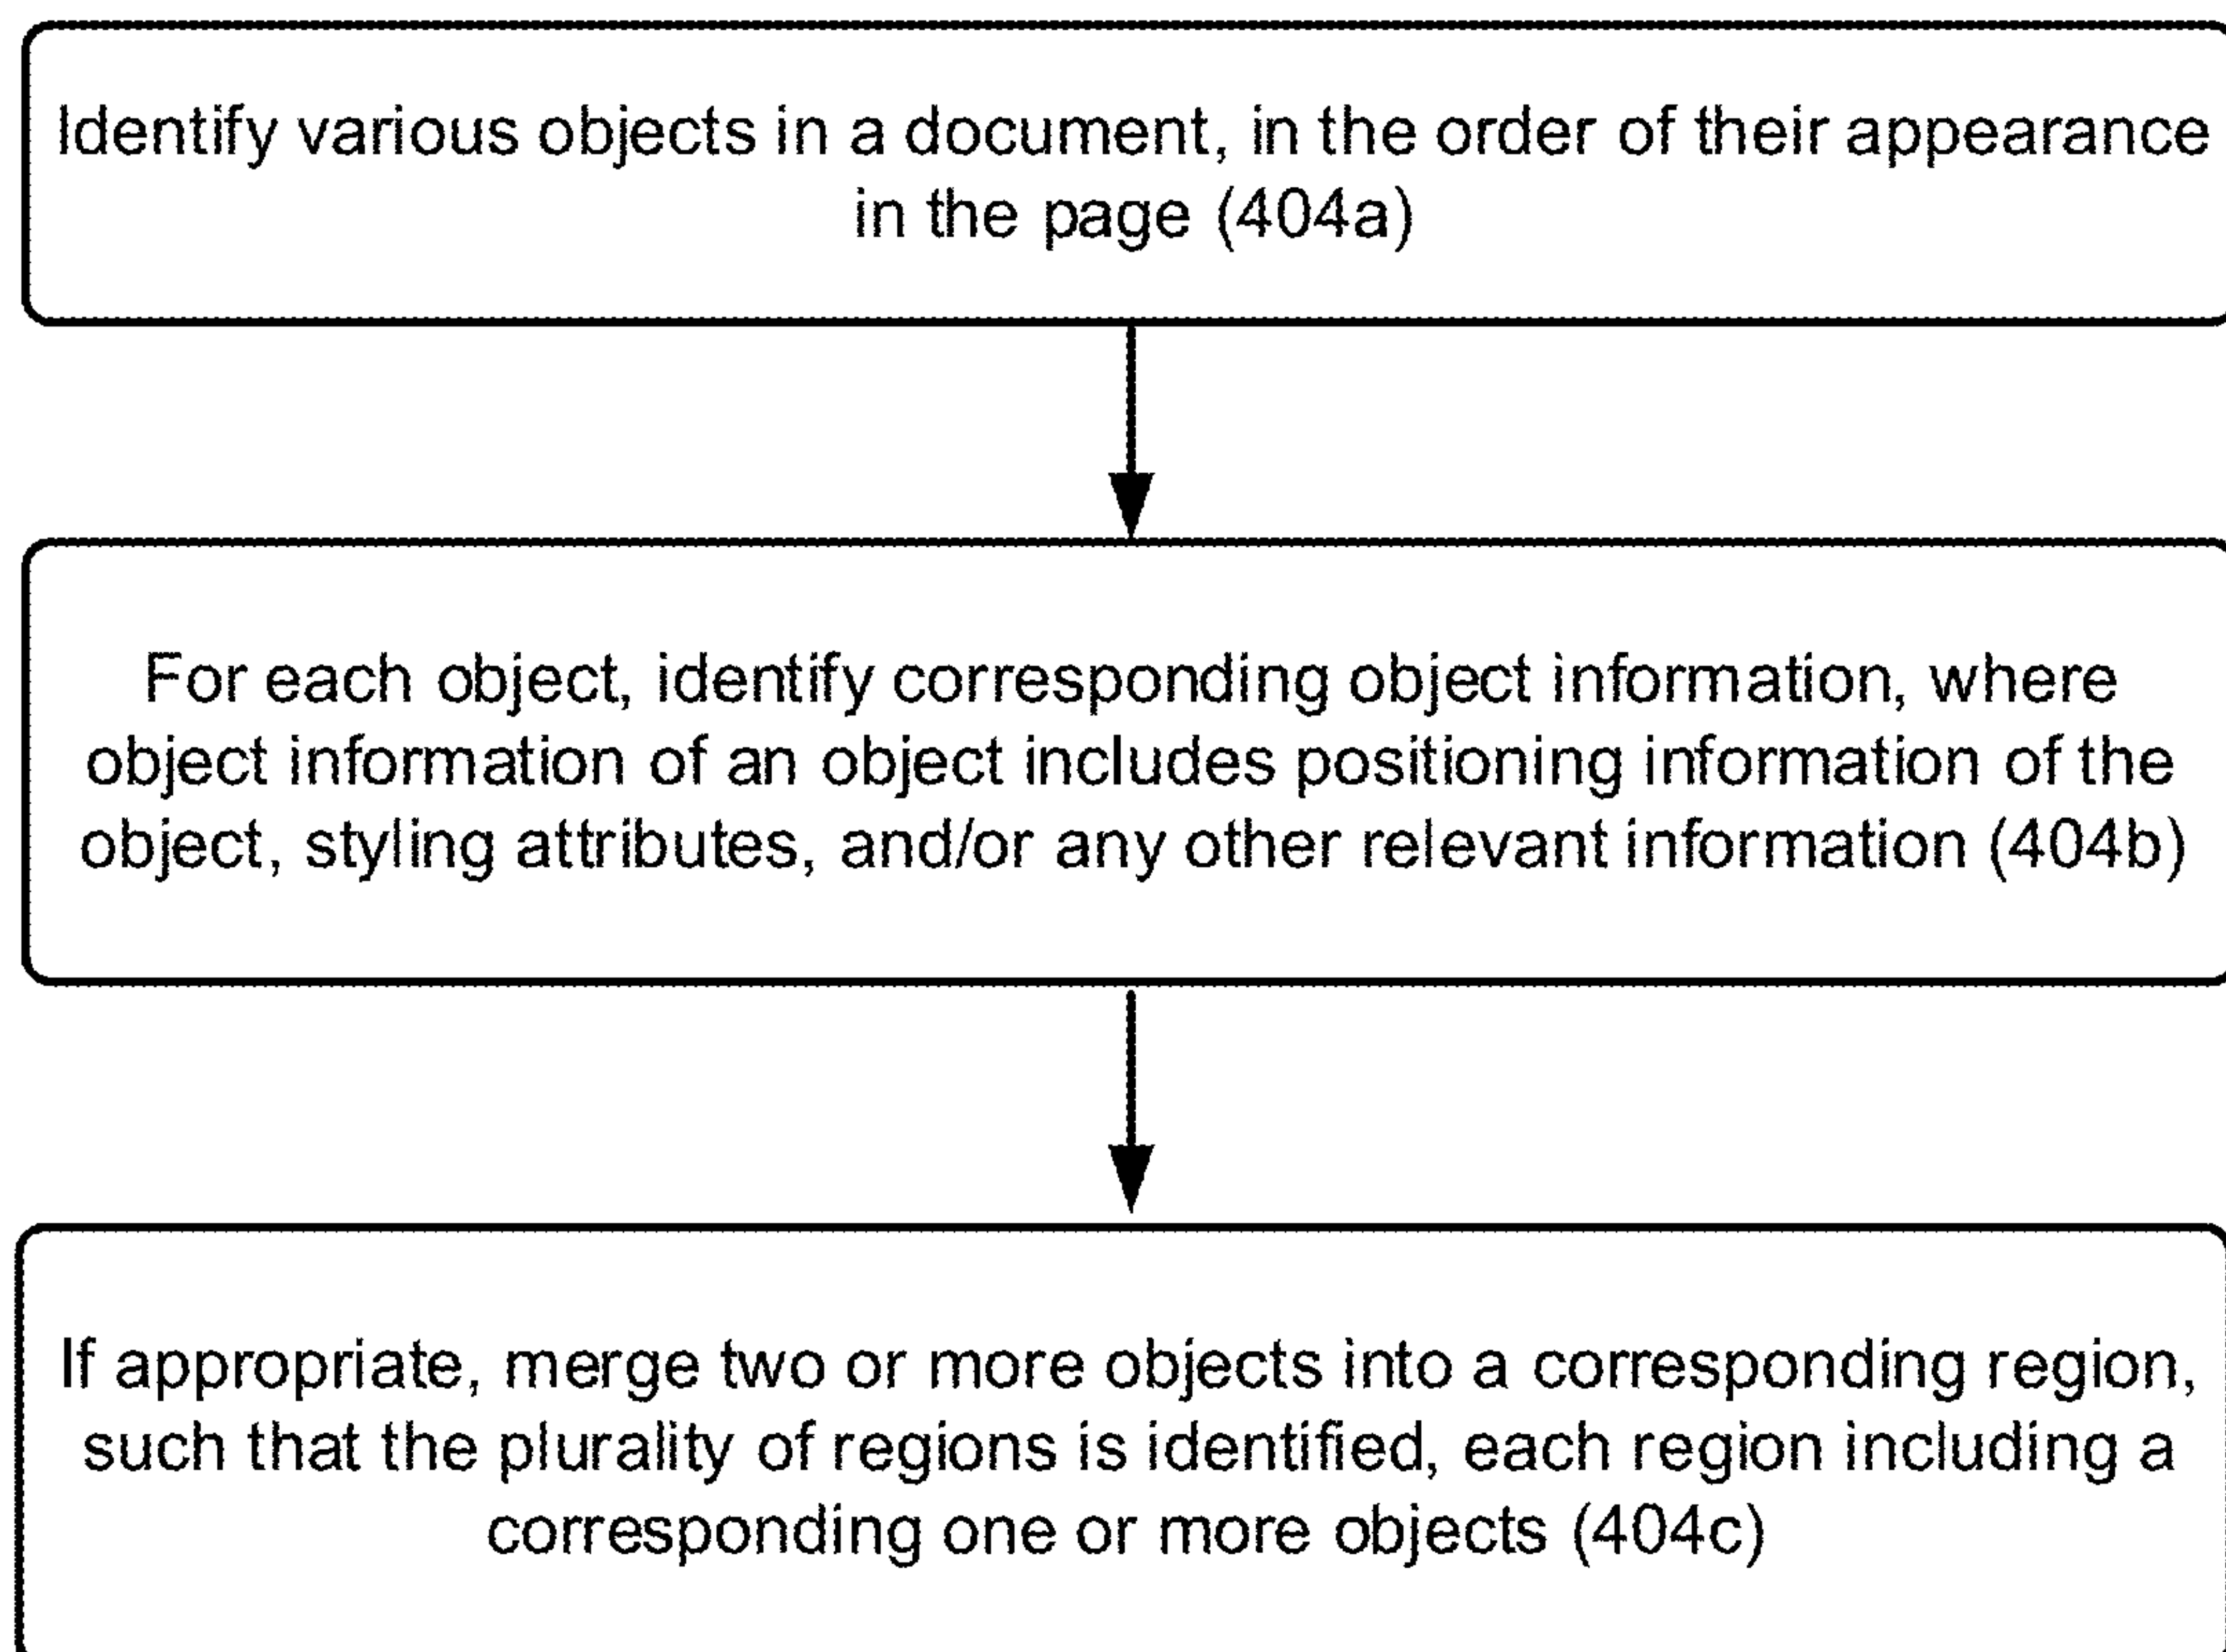 Identify various objects in a document, in the order of their appearance
in the page (404a)
For each object, identify corresponding object information, where
object information of an object includes positioning information of the
object, styling attributes, and/or any other relevant information (404b)
If appropriate, merge two or more objects into a corresponding region,
such that the plurality of regions is identified, each region including a
corresponding one or more objects (404c)